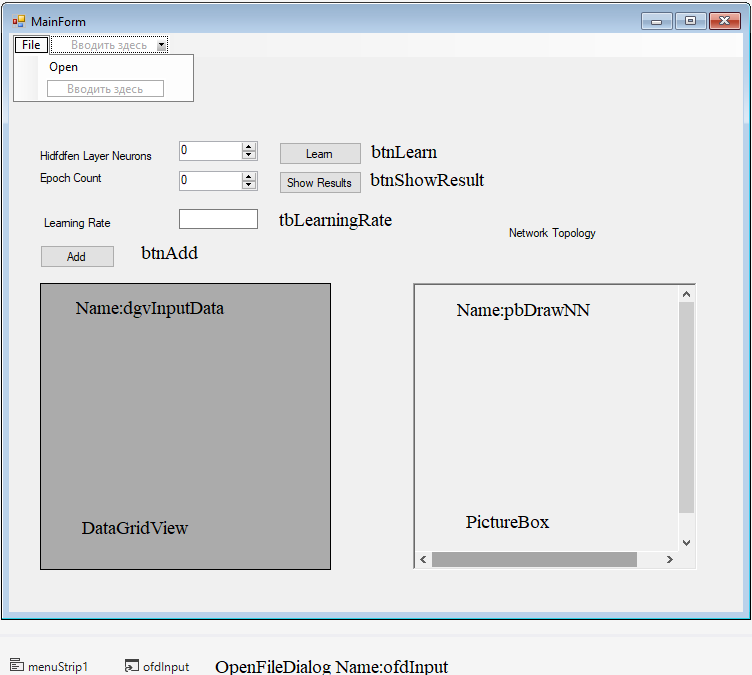 MainForm
File Вводить здесь
Open
Вводить здесь
Hidfdfen Layer Neurons 0 Learn btnLearn
Epoch Count 0 Show Results btnShowResult
Learning Rate tbLearningRate
Network Topology
Add btnAdd
Name:dgvInputData Name:pbDrawNN
DataGridView PictureBox
menuStrip1 ofdInput OpenFileDialog Name:ofdInput